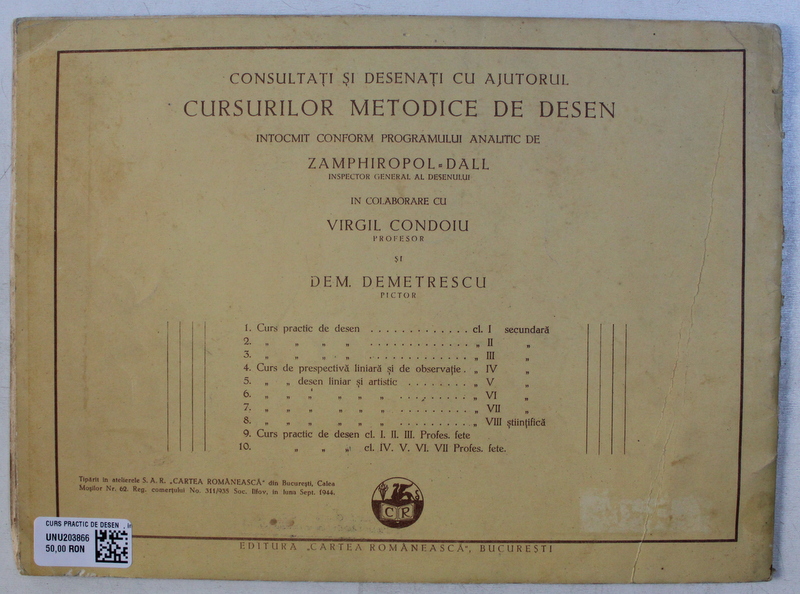 CONSULTAȚI ȘI DESENAȚI CU AJUTORUL
CURSURILOR METODICE DE DESEN
INTOCMIT CONFORM PROGRAMULUI ANALITIC DE
ZAMPHIROPOL-DALL
INSPECTOR GENERAL AL DESENULUI
IN COLABORARE CU
VIRGIL CONDOIU
PROFESOR
ȘI
DEM. DEMETRESCU
PICTOR
1. Curs practic de desen . . . . . . . . . . . . . cl. I secundară
2. „ „ „ „ . . . . . . . . . . . . . „ II „
3. „ „ „ „ . . . . . . . . . . . . . „ III „
4. Curs de prespectivă liniară și de observație . „ IV „
5. „ „ desen liniar și artistic . . . . . . . . „ V „
6. „ „ „ „ „ „ . . . . . . . . „ VI „
7. „ „ „ „ „ „ . . . . . . . . „ VII „
8. „ „ „ „ „ „ . . . . . . . . „ VIII științifică
9. Curs practic de desen cl. I. II. III. Profes. fete
10. „ „ „ cl. IV. V. VI. VII Profes. fete.
Tipărit in atelierele S. A. R. „CARTEA ROMÂNEASCĂ" din București, Calea
Moșilor Nr. 62. Reg. comerțului No. 311/935 Soc. Ilfov, in luna Sept. 1944.
C R
EDITURA „CARTEA ROMÂNEASCĂ", BUCUREȘTI
CURS PRACTIC DE DESEN
UNU203866
50,00 RON